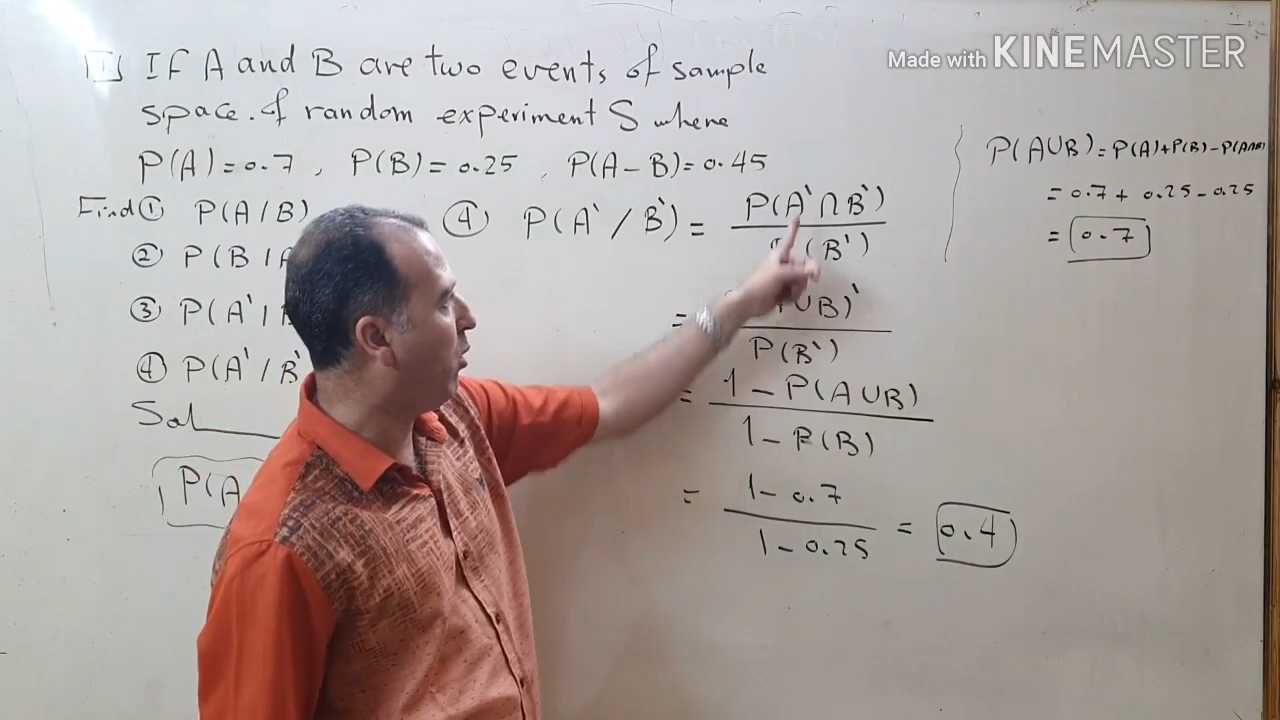 Made with KINEMASTER
1 If A and B are two events of sample
space of random experiment S where
P(A) = 0.7 , P(B) = 0.25 , P(A – B) = 0.45
Find ① P(A / B)
② P(B /
③ P(A` /
④ P(A` / B`
Sol
P(A
④ P(A` / B`) = P(A` ∩ B`)
(B`)
= ∪ B)`
P(B`)
= 1 – P(A ∪ B)
1 – P(B)
= 1 – 0.7
1 – 0.25
= 0.4
P(A∪B) = P(A) + P(B) – P(A∩B)
= 0.7 + 0.25 – 0.25
= 0.7